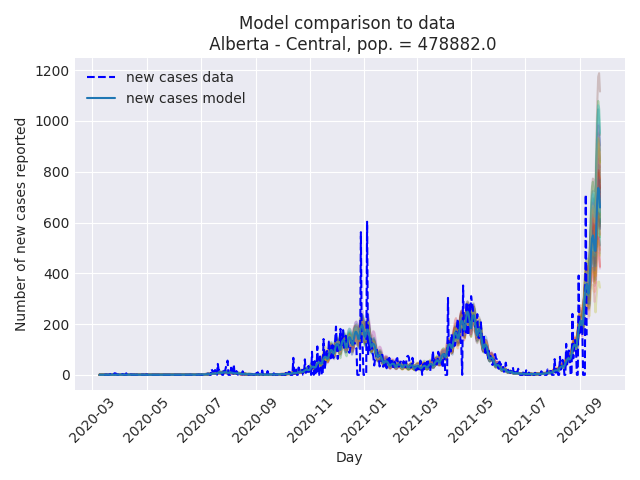 Model comparison to data
Alberta - Central, pop. = 478882.0
new cases data
new cases model
Number of new cases reported
1200
1000
800
600
400
200
0
2020-03
2020-05
2020-07
2020-09
2020-11
2021-01
2021-03
2021-05
2021-07
2021-09
Day